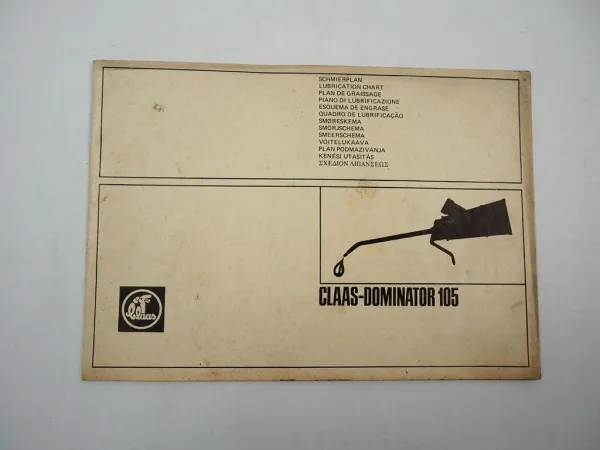 SCHMIERPLAN
LUBRICATION CHART
PLAN DE GRAISSAGE
PIANO DI LUBRIFICAZIONE
ESQUEMA DE ENGRASE
QUADRO DE LUBRIFICAÇÃO
SMØRESKEMA
SMÖRJSCHEMA
SMEERSCHEMA
VOITELUKAAVA
PLAN PODMAZIVANJA
KENÉSI UTASITÁS
ΣΧΕΔΙΟΝ ΛΙΠΑΝΣΕΩΣ
CLAAS-DOMINATOR 105
Claas